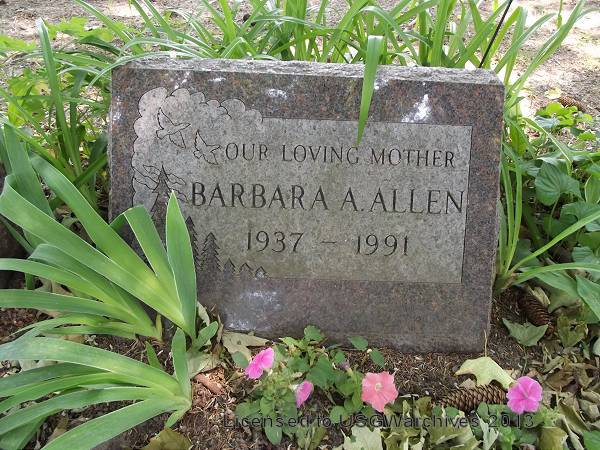 OUR LOVING MOTHER
BARBARA A. ALLEN
1937 – 1991
Licensed to USGWarchives 2013